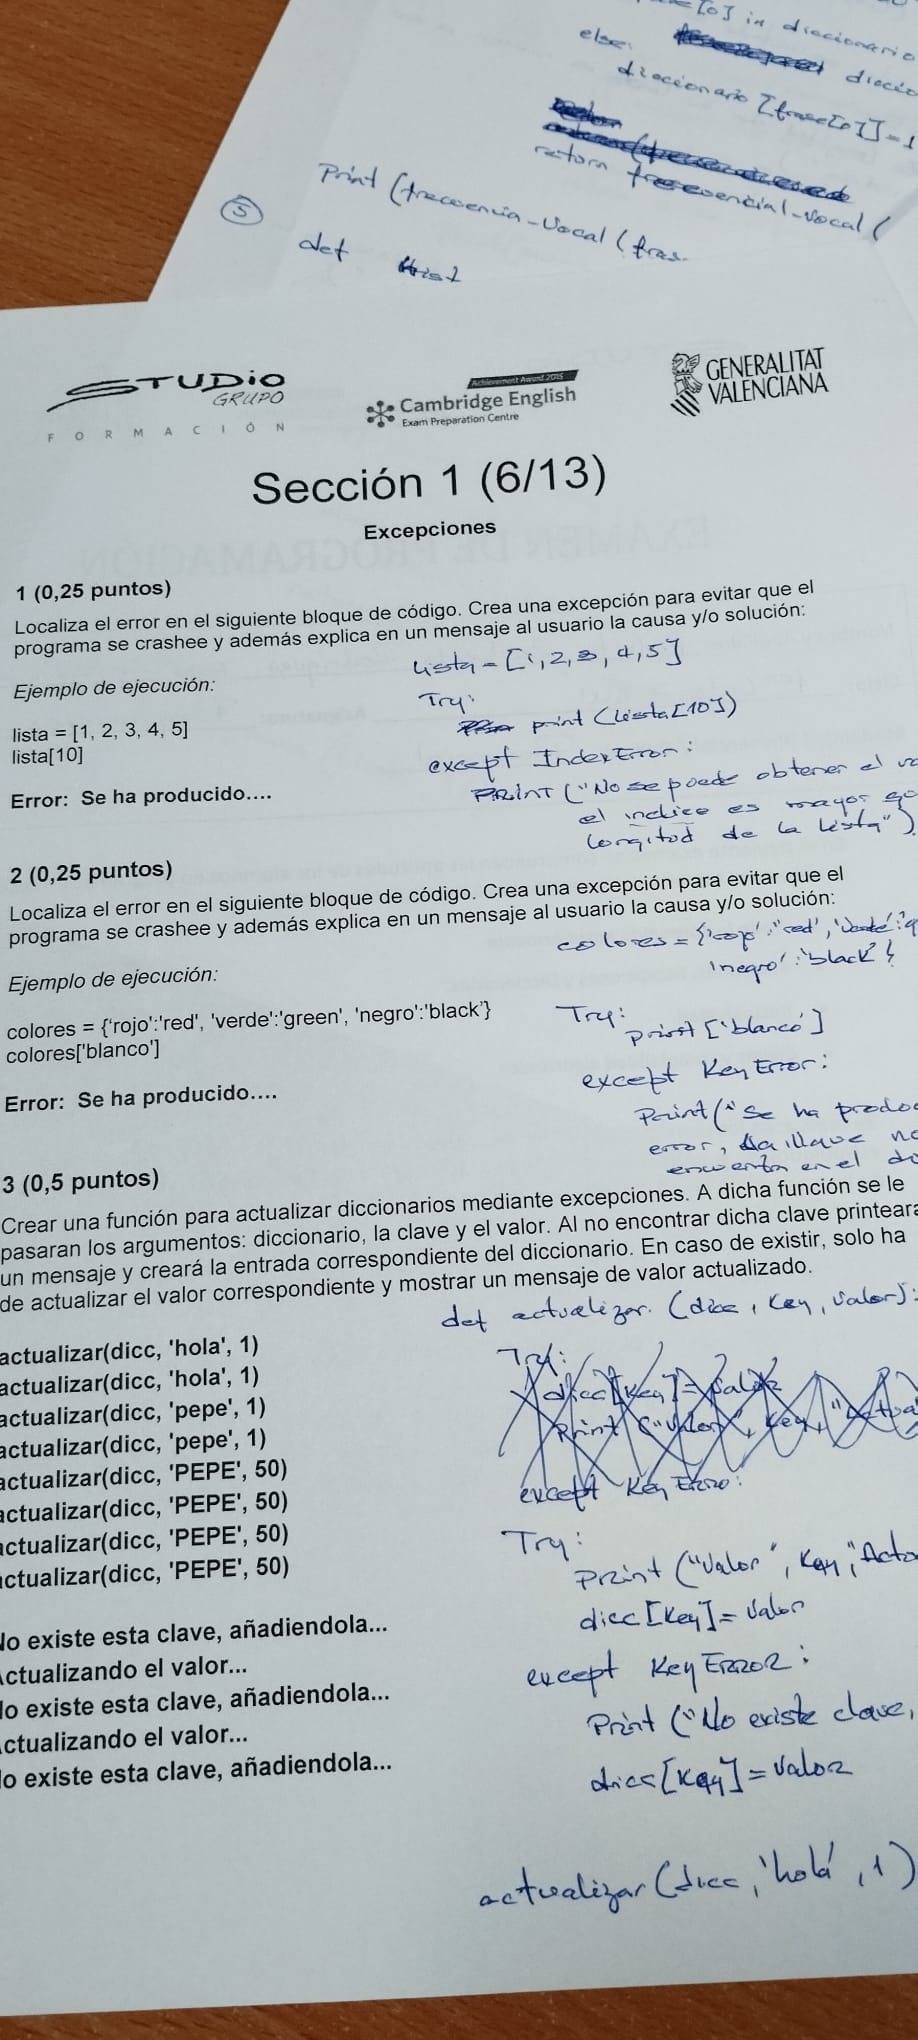 =[o] in diccionario
else:
diccionario [frase[o]]=1
return frecuencial-vocal (
Print (frecuencia-vocal (fras
5
def
STUDIO
GRUPO
FORMACIÓN
Achievement Award 2015
Cambridge English
Exam Preparation Centre
GENERALITAT
VALENCIANA
Sección 1 (6/13)
Excepciones
1 (0,25 puntos)
Localiza el error en el siguiente bloque de código. Crea una excepción para evitar que el
programa se crashee y además explica en un mensaje al usuario la causa y/o solución:
Lista = [1, 2, 3, 4, 5]
Ejemplo de ejecución:
Try:
print (lista[10])
lista = [1, 2, 3, 4, 5]
lista[10]
except IndexError:
PRINT ("No se puede obtener el va
Error: Se ha producido....
el indice es mayor
longitud de la lista")
2 (0,25 puntos)
Localiza el error en el siguiente bloque de código. Crea una excepción para evitar que el
programa se crashee y además explica en un mensaje al usuario la causa y/o solución:
colores = {'rojo':'red', 'verde':'g
'negro':'black'}
Ejemplo de ejecución:
Try:
colores = {'rojo':'red', 'verde':'green', 'negro':'black'}
print ['blanco']
colores['blanco']
except KeyError:
Error: Se ha producido....
Print ("Se ha produc
error, la llave no
encuentra en el di
3 (0,5 puntos)
Crear una función para actualizar diccionarios mediante excepciones. A dicha función se le
pasaran los argumentos: diccionario, la clave y el valor. Al no encontrar dicha clave printeara
un mensaje y creará la entrada correspondiente del diccionario. En caso de existir, solo ha
de actualizar el valor correspondiente y mostrar un mensaje de valor actualizado.
def actualizar (dicc, key, valor):
actualizar(dicc, 'hola', 1)
Try:
actualizar(dicc, 'hola', 1)
dicc[key] = valor
actualizar(dicc, 'pepe', 1)
Print ("Valor", key, "actua
actualizar(dicc, 'pepe', 1)
actualizar(dicc, 'PEPE', 50)
except Key Erro:
actualizar(dicc, 'PEPE', 50)
actualizar(dicc, 'PEPE', 50)
Try:
actualizar(dicc, 'PEPE', 50)
Print ("Valor", Key, "Actu
dicc [Key] = Valor
No existe esta clave, añadiendola...
Actualizando el valor...
except Key ERROR:
No existe esta clave, añadiendola...
Print ("No existe clave,
Actualizando el valor...
No existe esta clave, añadiendola...
dicc [Key] = Valor
actualizar (dicc, 'hola', 1)